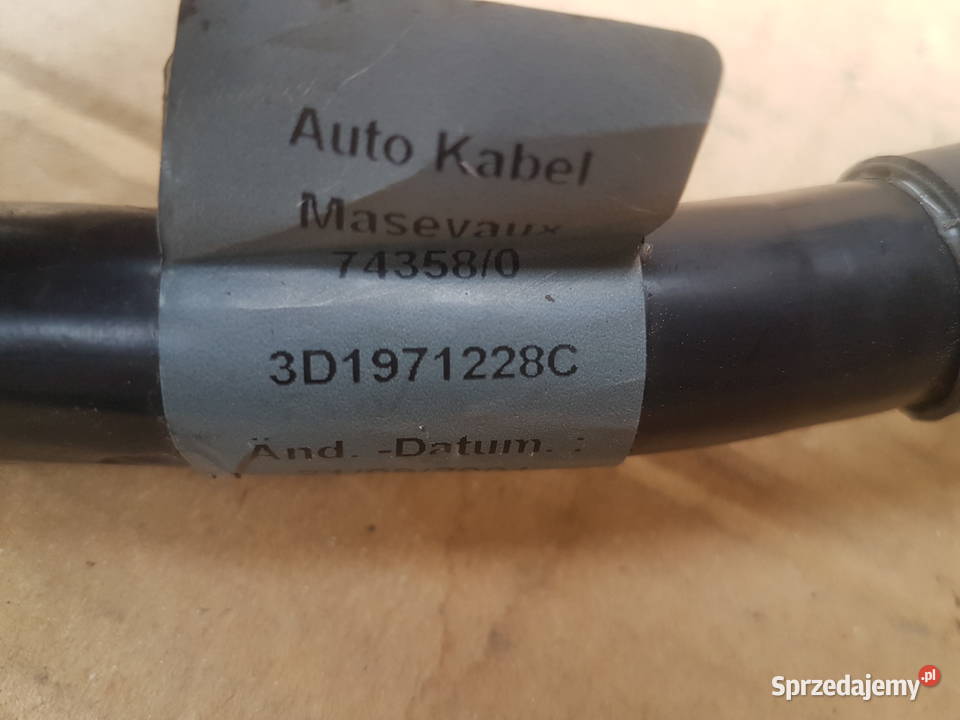 Auto Kabel
Masevaux
74358/0
3D1971228C
Änd. -Datum. :
Sprzedajemy.pl